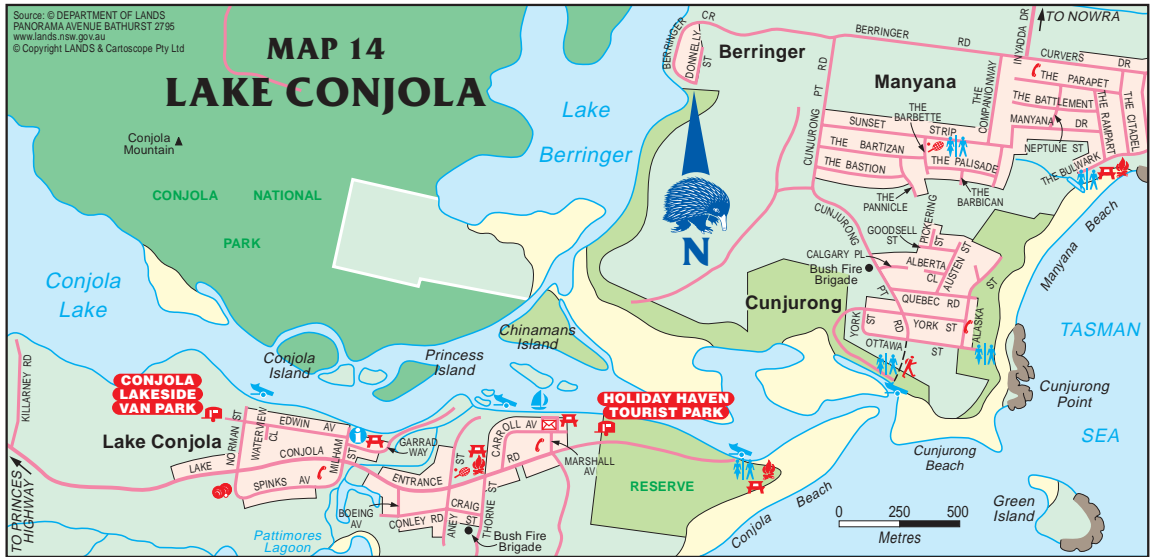 Source: © DEPARTMENT OF LANDS
PANORAMA AVENUE BATHURST 2795
www.lands.nsw.gov.au
© Copyright LANDS & Cartoscope Pty Ltd
MAP 14
LAKE CONJOLA
Conjola
Mountain
CONJOLA NATIONAL
PARK
Conjola
Lake
Lake
Berringer
BERRINGER
CR
DONNELLY
ST
Berringer
BERRINGER
RD
TO NOWRA
INYADDA DR
CURVERS
DR
Manyana
THE PARAPET
THE BATTLEMENT
MANYANA DR
THE RAMPART
THE CITADEL
NEPTUNE ST
THE BULWARK
THE
COMPANIONWAY
THE
BARBETTE
SUNSET
STRIP
THE BARTIZAN
THE BASTION
THE PALISADE
THE
PANNICLE
THE
BARBICAN
CUNJURONG
PT
RD
CUNJURONG
PT
RD
PICKERING
ST
GOODSELL
ST
CALGARY PL
ALBERTA
CL
AUSTEN ST
Bush Fire
Brigade
QUEBEC RD
YORK
ST
YORK ST
OTTAWA
ST
ALASKA
ST
Cunjurong
Manyana Beach
TASMAN
SEA
Cunjurong
Point
Cunjurong
Beach
Green
Island
N
Chinamans
Island
Princess
Island
Conjola
Island
CONJOLA
LAKESIDE
VAN PARK
HOLIDAY HAVEN
TOURIST PARK
KILLARNEY RD
Lake Conjola
NORMAN ST
WATERVIEW
CL
EDWIN AV
CONJOLA
MILHAM
ST
i
GARRAD
WAY
LAKE
SPINKS AV
ENTRANCE
RD
CARROLL AV
MARSHALL
AV
BOEING
AV
CONLEY RD
CRAIG
ST
ANEY
ST
THORNE ST
Bush Fire
Brigade
Pattimores
Lagoon
TO PRINCES
HIGHWAY
RESERVE
Conjola Beach
0 250 500
Metres